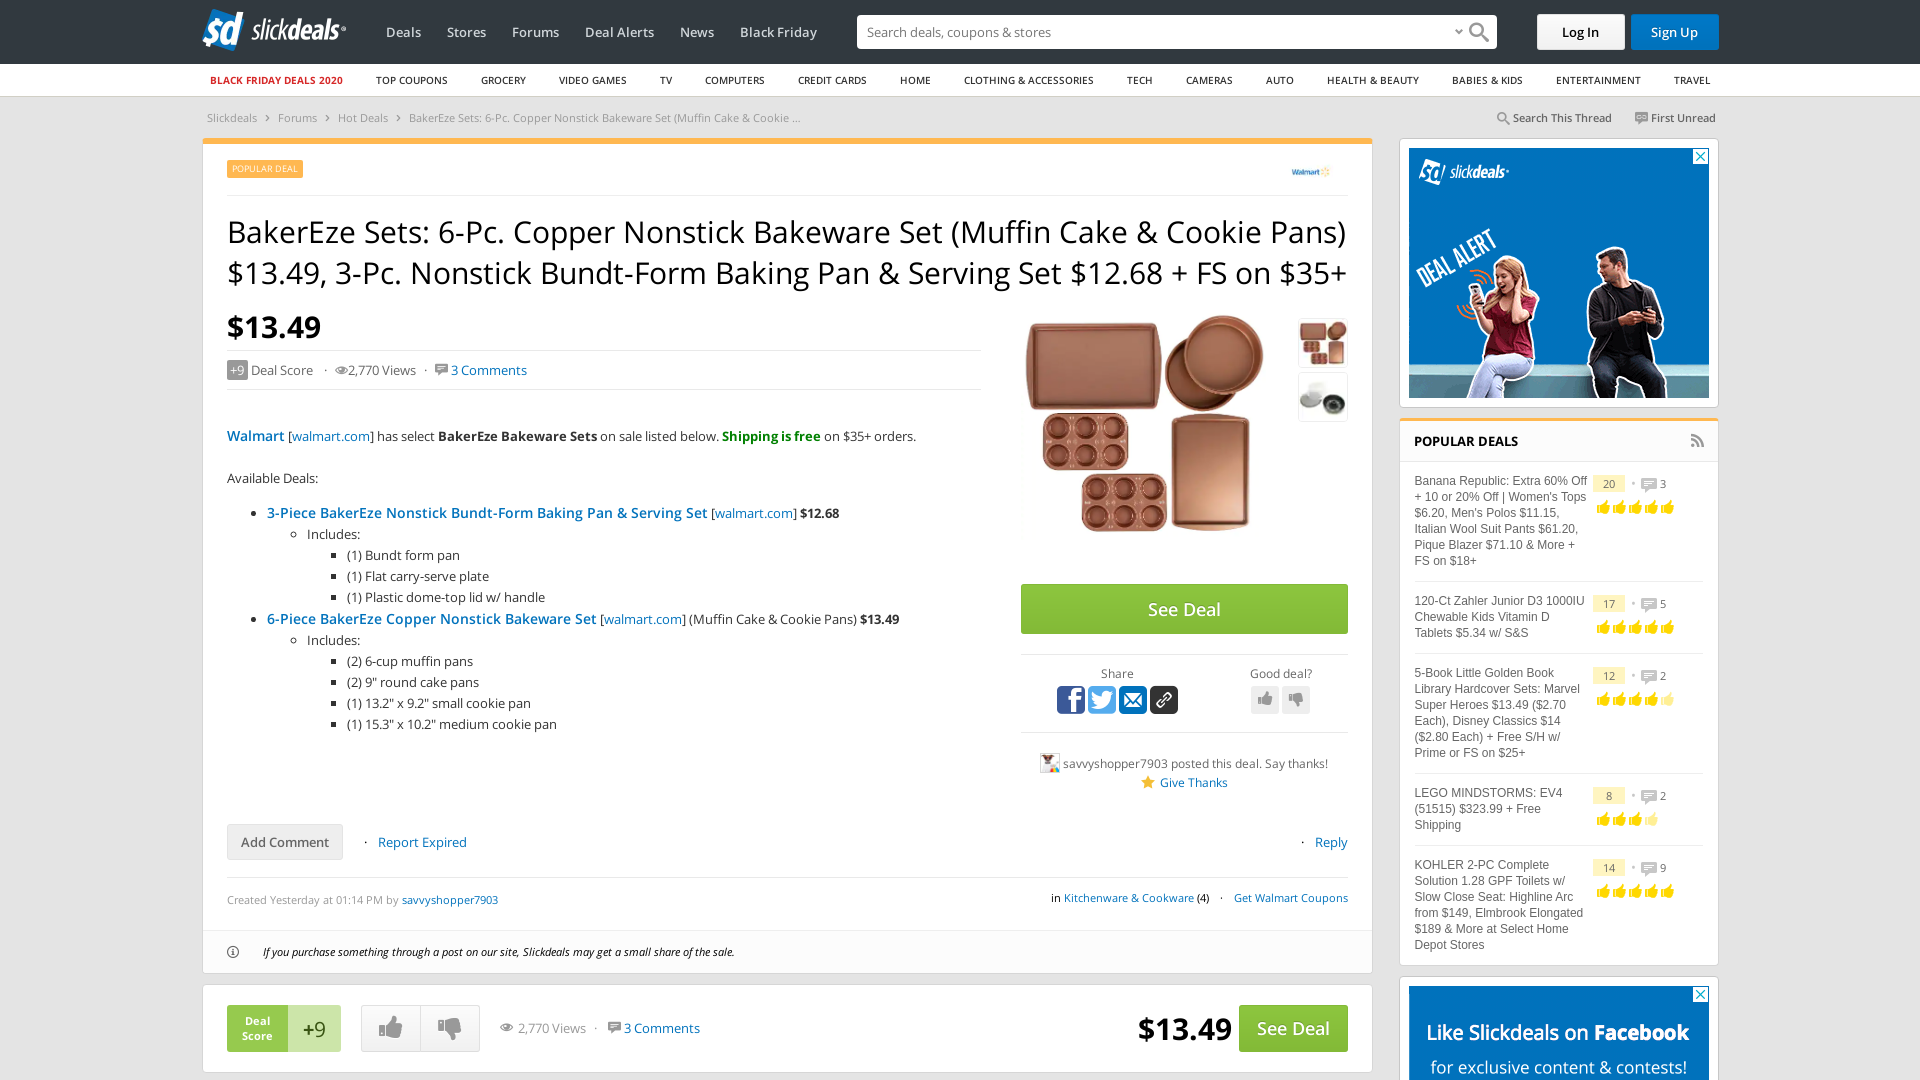 sd slickdeals
Deals Stores Forums Deal Alerts News Black Friday
Search deals, coupons & shopping
Log In
Sign Up
BLACK FRIDAY DEALS 2020 TOP COUPONS GROCERY VIDEO GAMES TV COMPUTERS CREDIT CARDS HOME CLOTHING & ACCESSORIES TECH CAMERAS AUTO HEALTH & BEAUTY BABIES & KIDS ENTERTAINMENT TRAVEL
Slickdeals › Forums › Hot Deals › BakerEze Sets: 6-Pc. Copper Nonstick Bakeware Set (Muffin Cake & Cookie ...
Search This Thread First Unread
POPULAR DEAL
Walmart
BakerEze Sets: 6-Pc. Copper Nonstick Bakeware Set (Muffin Cake & Cookie Pans)
$13.49, 3-Pc. Nonstick Bundt-Form Baking Pan & Serving Set $12.68 + FS on $35+
$13.49
+9 Deal Score · 2,770 Views · 3 Comments
Walmart [walmart.com] has select BakerEze Bakeware Sets on sale listed below. Shipping is free on $35+ orders.
Available Deals:
3-Piece BakerEze Nonstick Bundt-Form Baking Pan & Serving Set [walmart.com] $12.68
Includes:
(1) Bundt form pan
(1) Flat carry-serve plate
(1) Plastic dome-top lid w/ handle
6-Piece BakerEze Copper Nonstick Bakeware Set [walmart.com] (Muffin Cake & Cookie Pans) $13.49
Includes:
(2) 6-cup muffin pans
(2) 9" round cake pans
(1) 13.2" x 9.2" small cookie pan
(1) 15.3" x 10.2" medium cookie pan
See Deal
Share
Good deal?
savvyshopper7903 posted this deal. Say thanks!
Give Thanks
Add Comment · Report Expired
· Reply
Created Yesterday at 01:14 PM by savvyshopper7903
in Kitchenware & Cookware (4) · Get Walmart Coupons
If you purchase something through a post on our site, Slickdeals may get a small share of the sale.
Deal
Score
+9
2,770 Views · 3 Comments
$13.49
See Deal
sd slickdeals
DEAL ALERT
POPULAR DEALS
Banana Republic: Extra 60% Off
+ 10 or 20% Off | Women's Tops
$6.20, Men's Polos $11.15,
Italian Wool Suit Pants $61.20,
Pique Blazer $71.10 & More +
FS on $18+
20 • 3
120-Ct Zahler Junior D3 1000IU
Chewable Kids Vitamin D
Tablets $5.34 w/ S&S
17 • 5
5-Book Little Golden Book
Library Hardcover Sets: Marvel
Super Heroes $13.49 ($2.70
Each), Disney Classics $14
($2.80 Each) + Free S/H w/
Prime or FS on $25+
12 • 2
LEGO MINDSTORMS: EV4
(51515) $323.99 + Free
Shipping
8 • 2
KOHLER 2-PC Complete
Solution 1.28 GPF Toilets w/
Slow Close Seat: Highline Arc
from $149, Elmbrook Elongated
$189 & More at Select Home
Depot Stores
14 • 9
Like Slickdeals on Facebook
for exclusive content & contests!